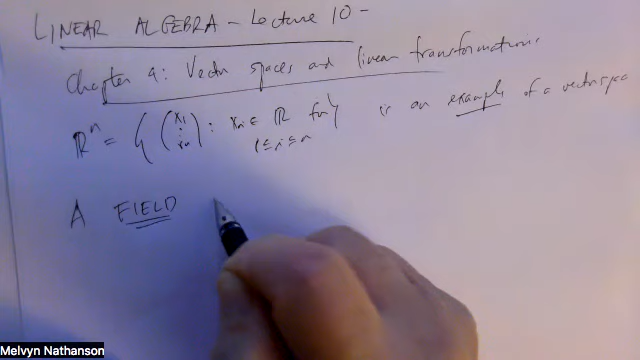 LINEAR ALGEBRA - Lecture 10 -
Chapter 4: Vector spaces and linear transformations
ℝⁿ = { (x₁ ⋮ xₙ) : xᵢ ∈ ℝ for 1 ≤ i ≤ n } is an example of a vector spa
A FIELD
Melvyn Nathanson